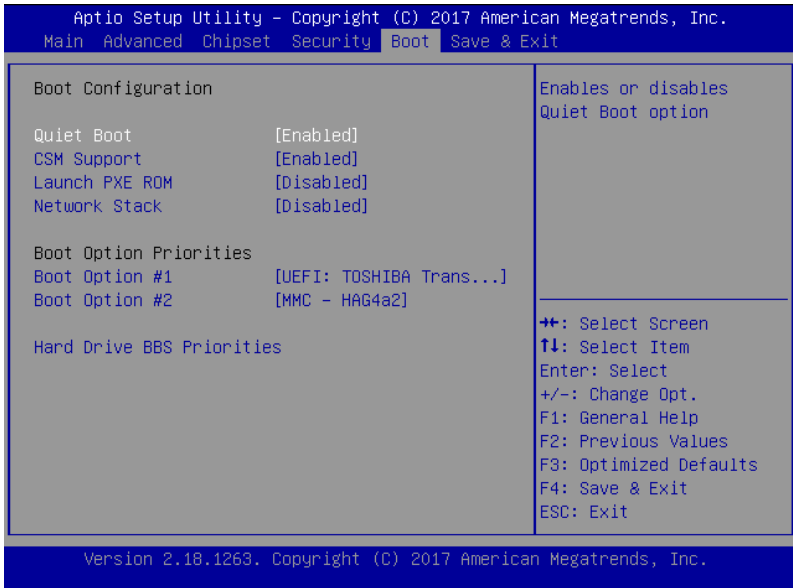 Aptio Setup Utility – Copyright (C) 2017 American Megatrends, Inc.
Main Advanced Chipset Security Boot Save & Exit
Boot Configuration
Quiet Boot [Enabled]
CSM Support [Enabled]
Launch PXE ROM [Disabled]
Network Stack [Disabled]
Boot Option Priorities
Boot Option #1 [UEFI: TOSHIBA Trans...]
Boot Option #2 [MMC – HAG4a2]
Hard Drive BBS Priorities
Enables or disables
Quiet Boot option
→←: Select Screen
↑↓: Select Item
Enter: Select
+/–: Change Opt.
F1: General Help
F2: Previous Values
F3: Optimized Defaults
F4: Save & Exit
ESC: Exit
Version 2.18.1263. Copyright (C) 2017 American Megatrends, Inc.